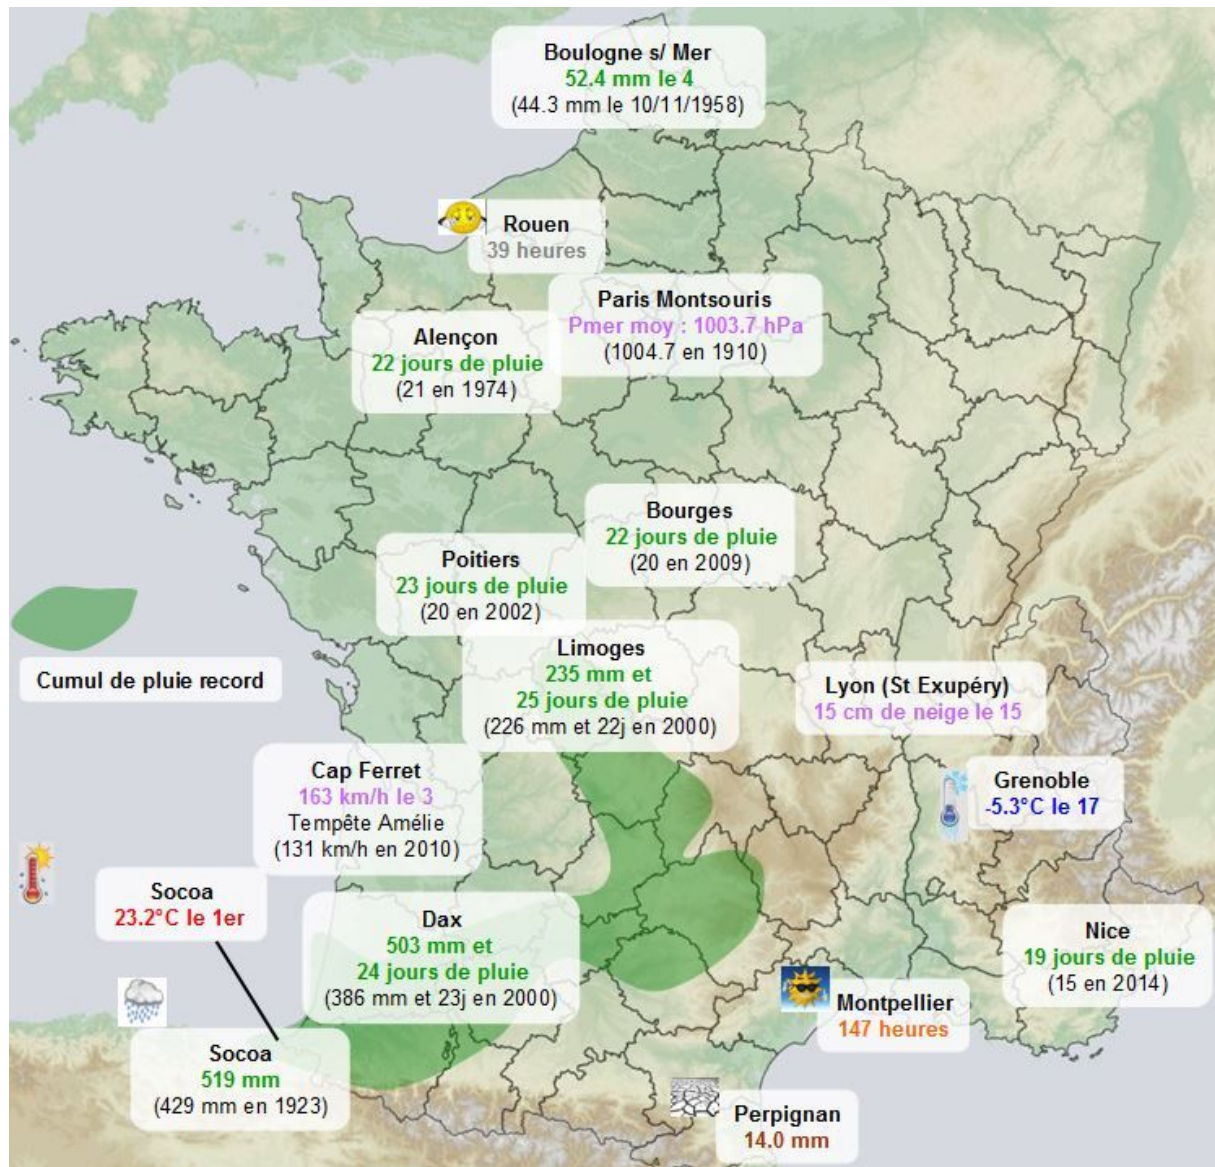 Boulogne s/ Mer
52.4 mm le 4
(44.3 mm le 10/11/1958)
Rouen
39 heures
Paris Montsouris
Pmer moy : 1003.7 hPa
(1004.7 en 1910)
Alençon
22 jours de pluie
(21 en 1974)
Bourges
22 jours de pluie
(20 en 2009)
Poitiers
23 jours de pluie
(20 en 2002)
Cumul de pluie record
Limoges
235 mm et
25 jours de pluie
(226 mm et 22j en 2000)
Lyon (St Exupéry)
15 cm de neige le 15
Cap Ferret
163 km/h le 3
Tempête Amélie
(131 km/h en 2010)
Grenoble
-5.3°C le 17
Socoa
23.2°C le 1er
Dax
503 mm et
24 jours de pluie
(386 mm et 23j en 2000)
Nice
19 jours de pluie
(15 en 2014)
Montpellier
147 heures
Socoa
519 mm
(429 mm en 1923)
Perpignan
14.0 mm